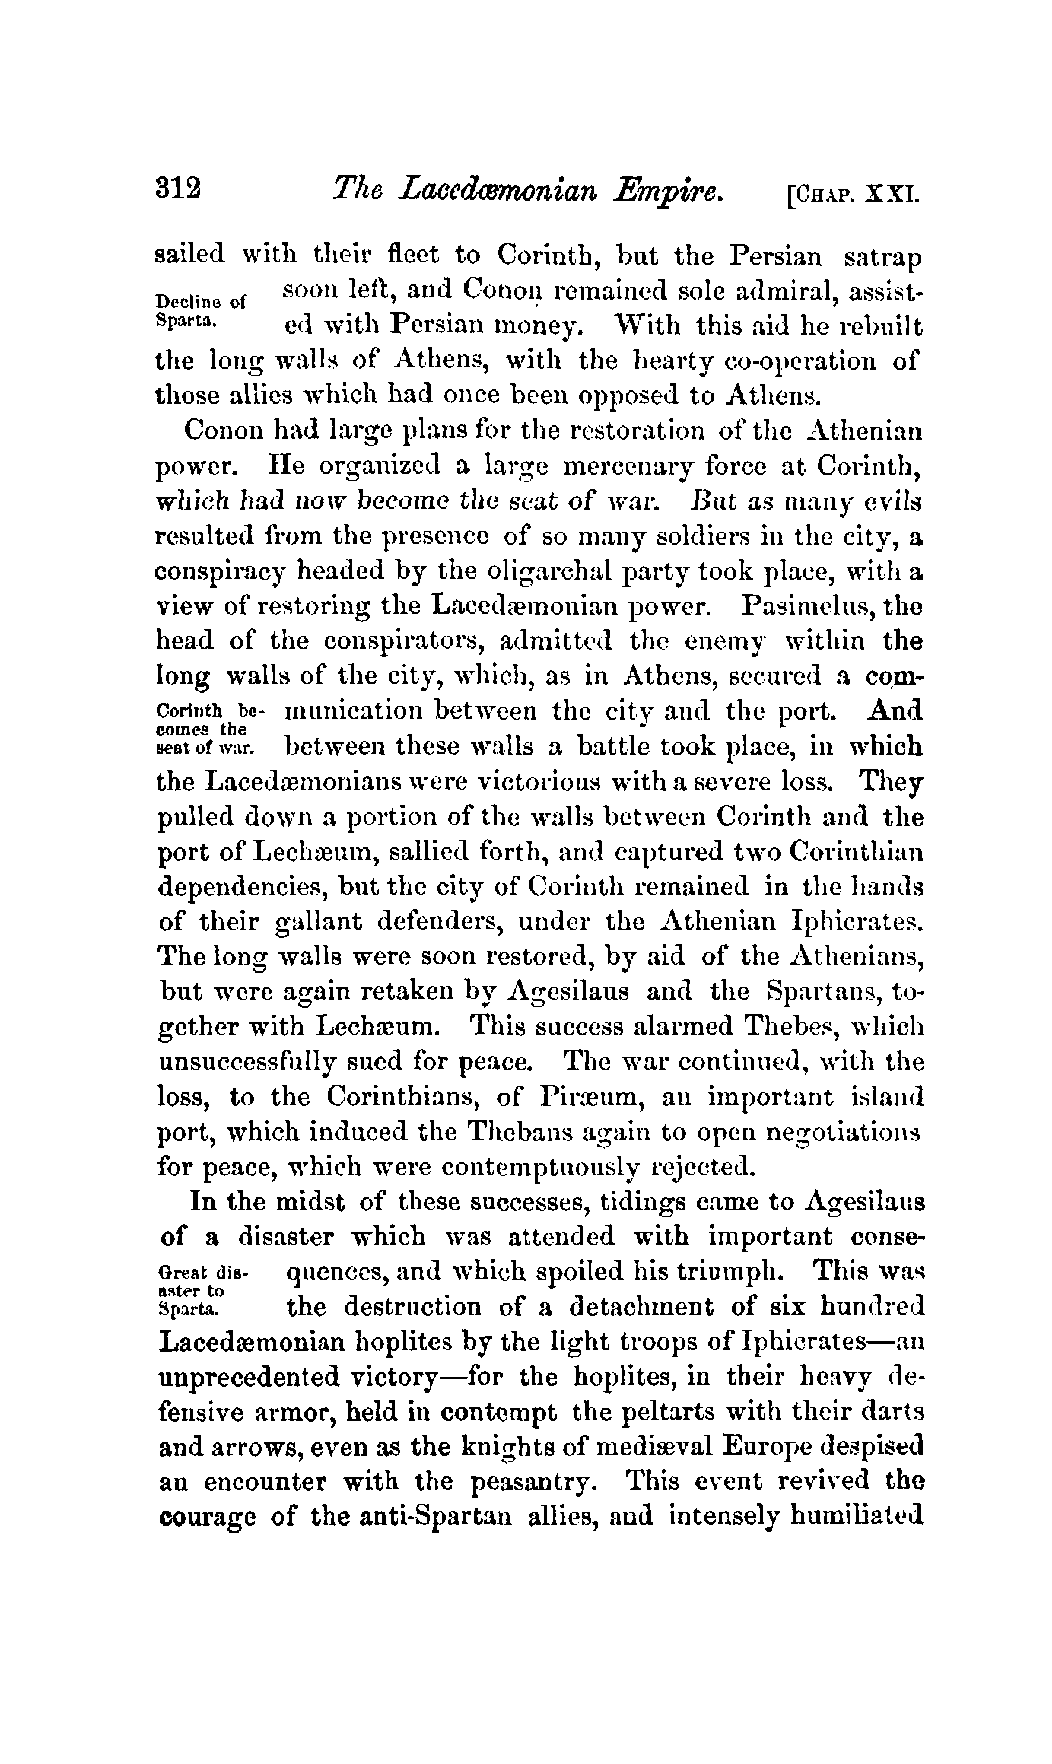 312 The Lacedæmonian Empire. [CHAP. XXI.
sailed with their fleet to Corinth, but the Persian satrap
Decline of
Sparta.
soon left, and Conon remained sole admiral, assist-
ed with Persian money. With this aid he rebuilt
the long walls of Athens, with the hearty co-operation of
those allies which had once been opposed to Athens.
Conon had large plans for the restoration of the Athenian
power. He organized a large mercenary force at Corinth,
which had now become the seat of war. But as many evils
resulted from the presence of so many soldiers in the city, a
conspiracy headed by the oligarchal party took place, with a
view of restoring the Lacedæmonian power. Pasimelus, the
head of the conspirators, admitted the enemy within the
long walls of the city, which, as in Athens, secured a com-
Corinth be-
comes the
seat of war.
munication between the city and the port. And
between these walls a battle took place, in which
the Lacedæmonians were victorious with a severe loss. They
pulled down a portion of the walls between Corinth and the
port of Lechæum, sallied forth, and captured two Corinthian
dependencies, but the city of Corinth remained in the hands
of their gallant defenders, under the Athenian Iphicrates.
The long walls were soon restored, by aid of the Athenians,
but were again retaken by Agesilaus and the Spartans, to-
gether with Lechæum. This success alarmed Thebes, which
unsuccessfully sued for peace. The war continued, with the
loss, to the Corinthians, of Piræum, an important island
port, which induced the Thebans again to open negotiations
for peace, which were contemptuously rejected.
In the midst of these successes, tidings came to Agesilaus
of a disaster which was attended with important conse-
Great dis-
aster to
Sparta.
quences, and which spoiled his triumph. This was
the destruction of a detachment of six hundred
Lacedæmonian hoplites by the light troops of Iphicrates—an
unprecedented victory—for the hoplites, in their heavy de-
fensive armor, held in contempt the peltarts with their darts
and arrows, even as the knights of mediæval Europe despised
an encounter with the peasantry. This event revived the
courage of the anti-Spartan allies, and intensely humiliated